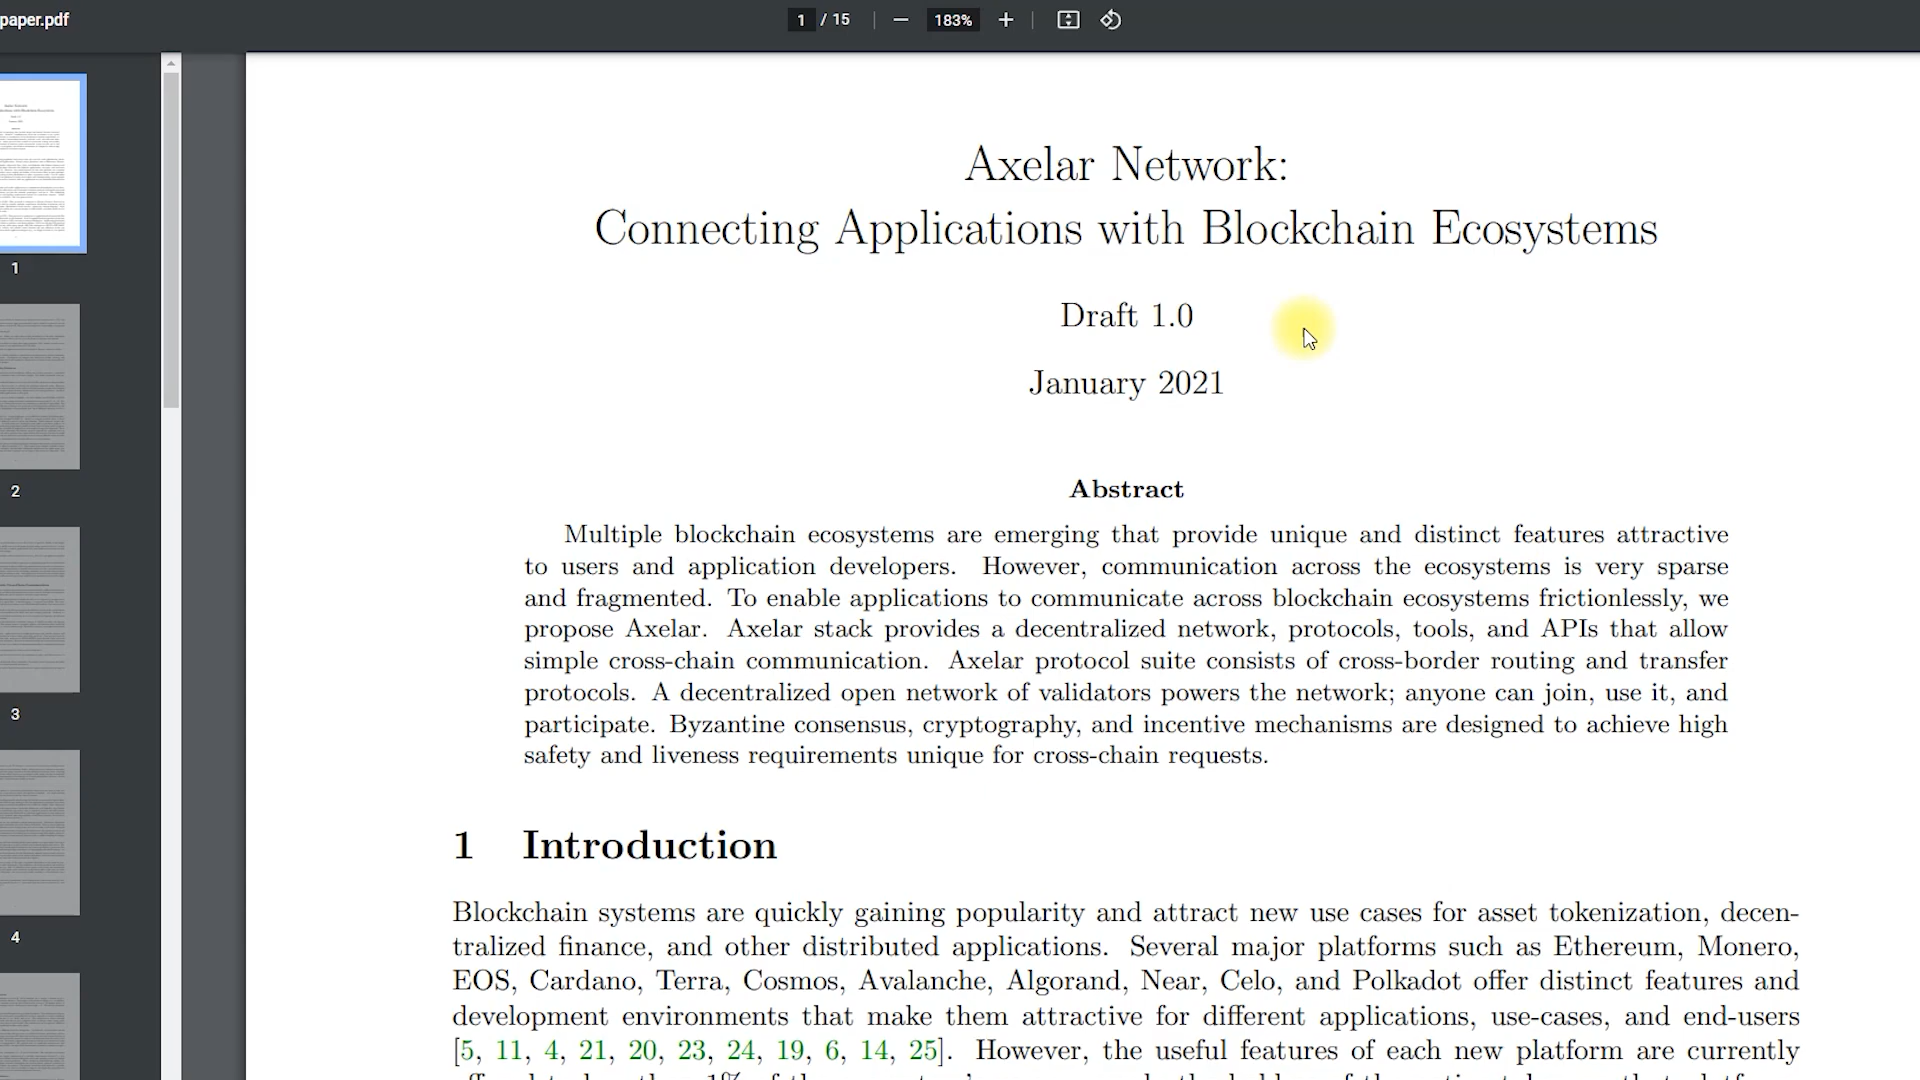 paper.pdf
1 / 15
183%
Axelar Network:
Connecting Applications with Blockchain Ecosystems
Draft 1.0
January 2021
Abstract
Multiple blockchain ecosystems are emerging that provide unique and distinct features attractive
to users and application developers. However, communication across the ecosystems is very sparse
and fragmented. To enable applications to communicate across blockchain ecosystems frictionlessly, we
propose Axelar. Axelar stack provides a decentralized network, protocols, tools, and APIs that allow
simple cross-chain communication. Axelar protocol suite consists of cross-border routing and transfer
protocols. A decentralized open network of validators powers the network; anyone can join, use it, and
participate. Byzantine consensus, cryptography, and incentive mechanisms are designed to achieve high
safety and liveness requirements unique for cross-chain requests.
1 Introduction
Blockchain systems are quickly gaining popularity and attract new use cases for asset tokenization, decen-
tralized finance, and other distributed applications. Several major platforms such as Ethereum, Monero,
EOS, Cardano, Terra, Cosmos, Avalanche, Algorand, Near, Celo, and Polkadot offer distinct features and
development environments that make them attractive for different applications, use-cases, and end-users
[5, 11, 4, 21, 20, 23, 24, 19, 6, 14, 25]. However, the useful features of each new platform are currently
1
2
3
4